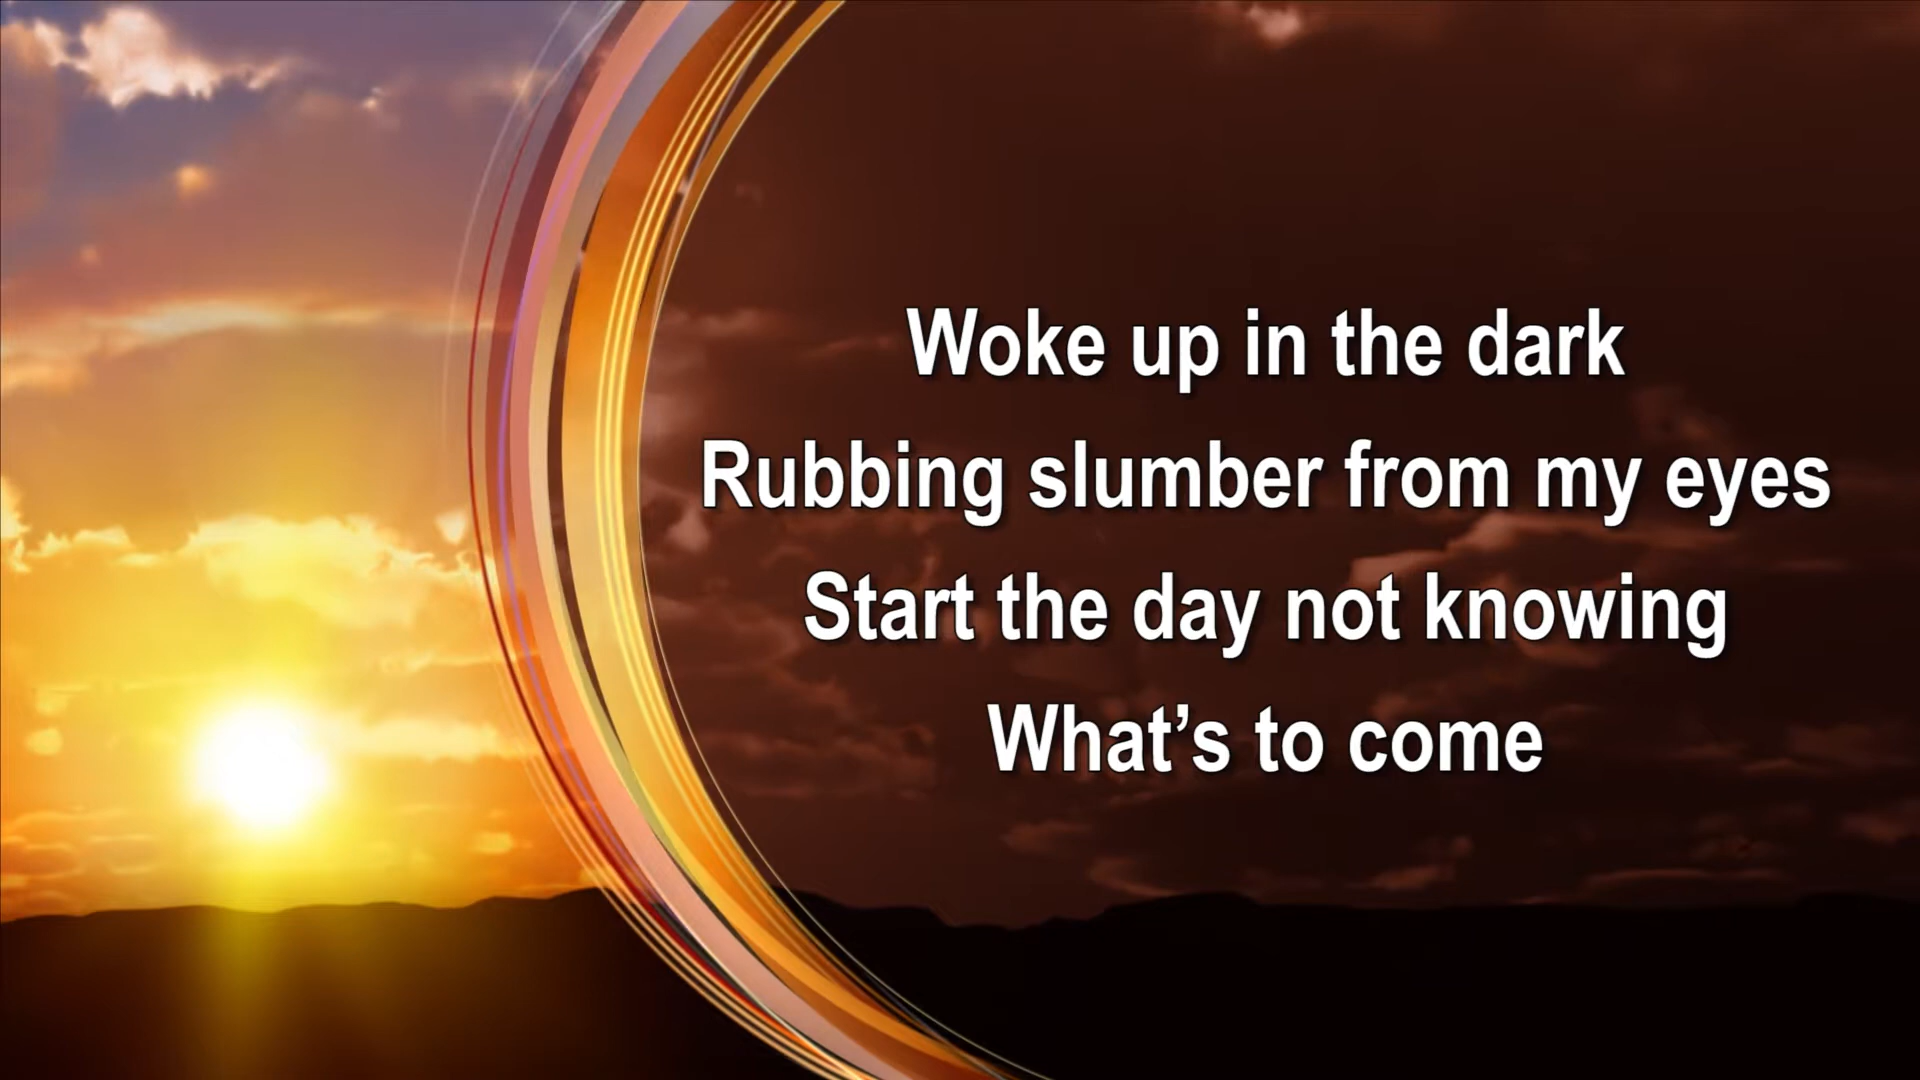 Woke up in the dark
Rubbing slumber from my eyes
Start the day not knowing
What’s to come